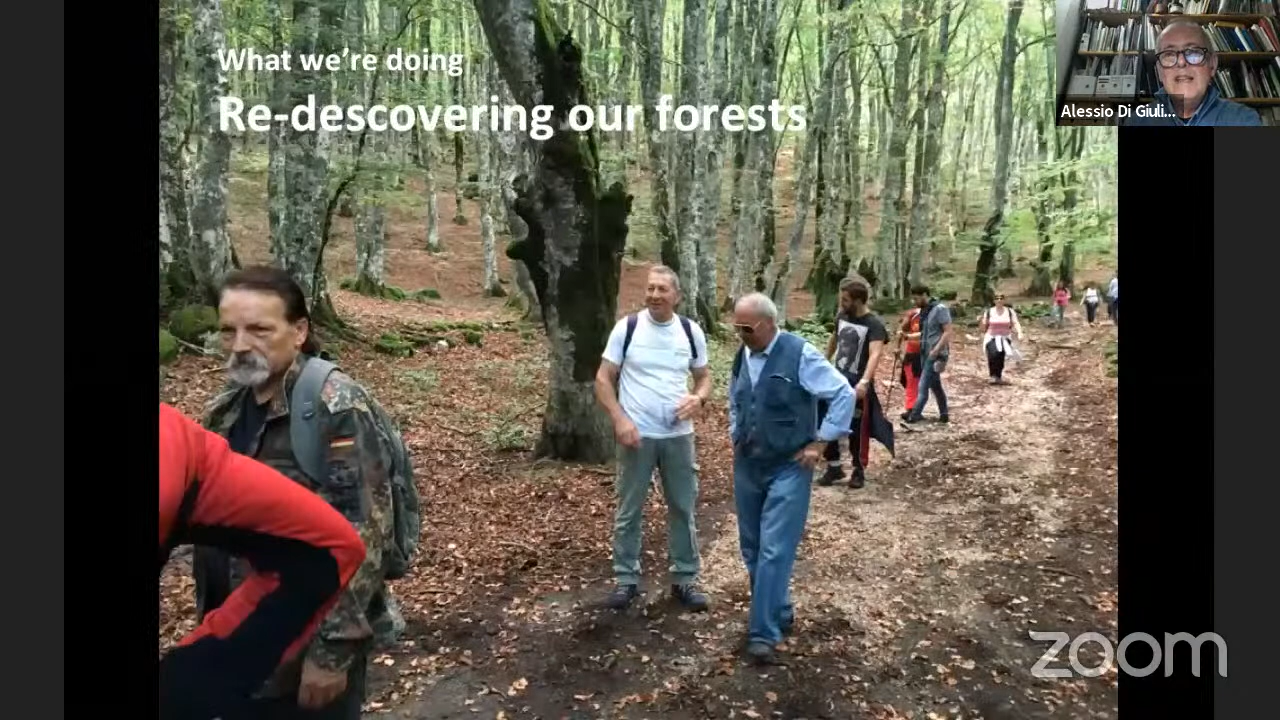 What we're doing
Re-descovering our forests
Alessio Di Giuli...
zoom